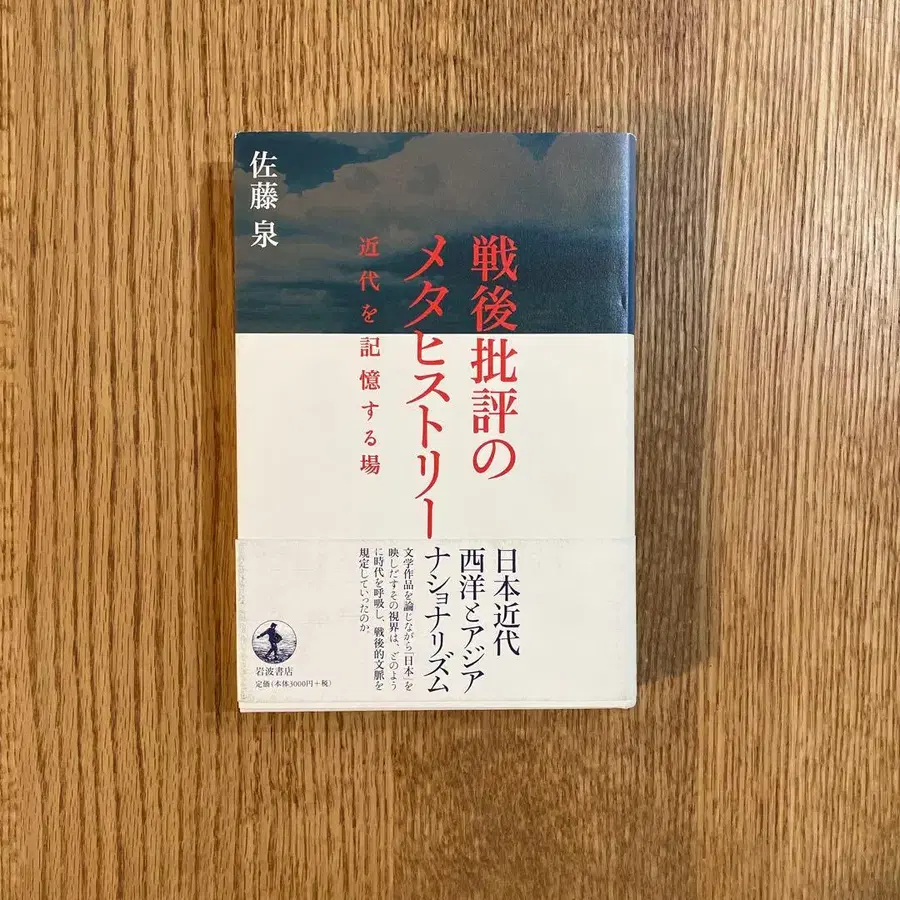 戦後批評の
メタヒストリー
近代を記憶する場
佐藤泉
日本近代
西洋とアジア
ナショナリズム
文学作品を論じながら「日本」を
映しだすその視界は、どのよう
に時代を呼吸し、戦後的文脈を
規定していったのか。
岩波書店
定価(本体3000円+税)